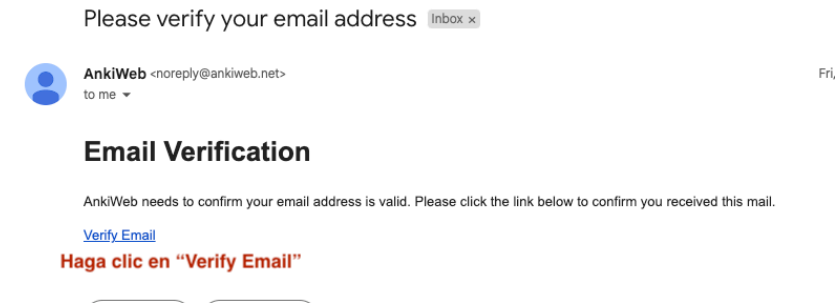 Please verify your email address Inbox ×
AnkiWeb <noreply@ankiweb.net>
Fri,
to me
Email Verification
AnkiWeb needs to confirm your email address is valid. Please click the link below to confirm you received this mail.
Verify Email
Haga clic en “Verify Email”